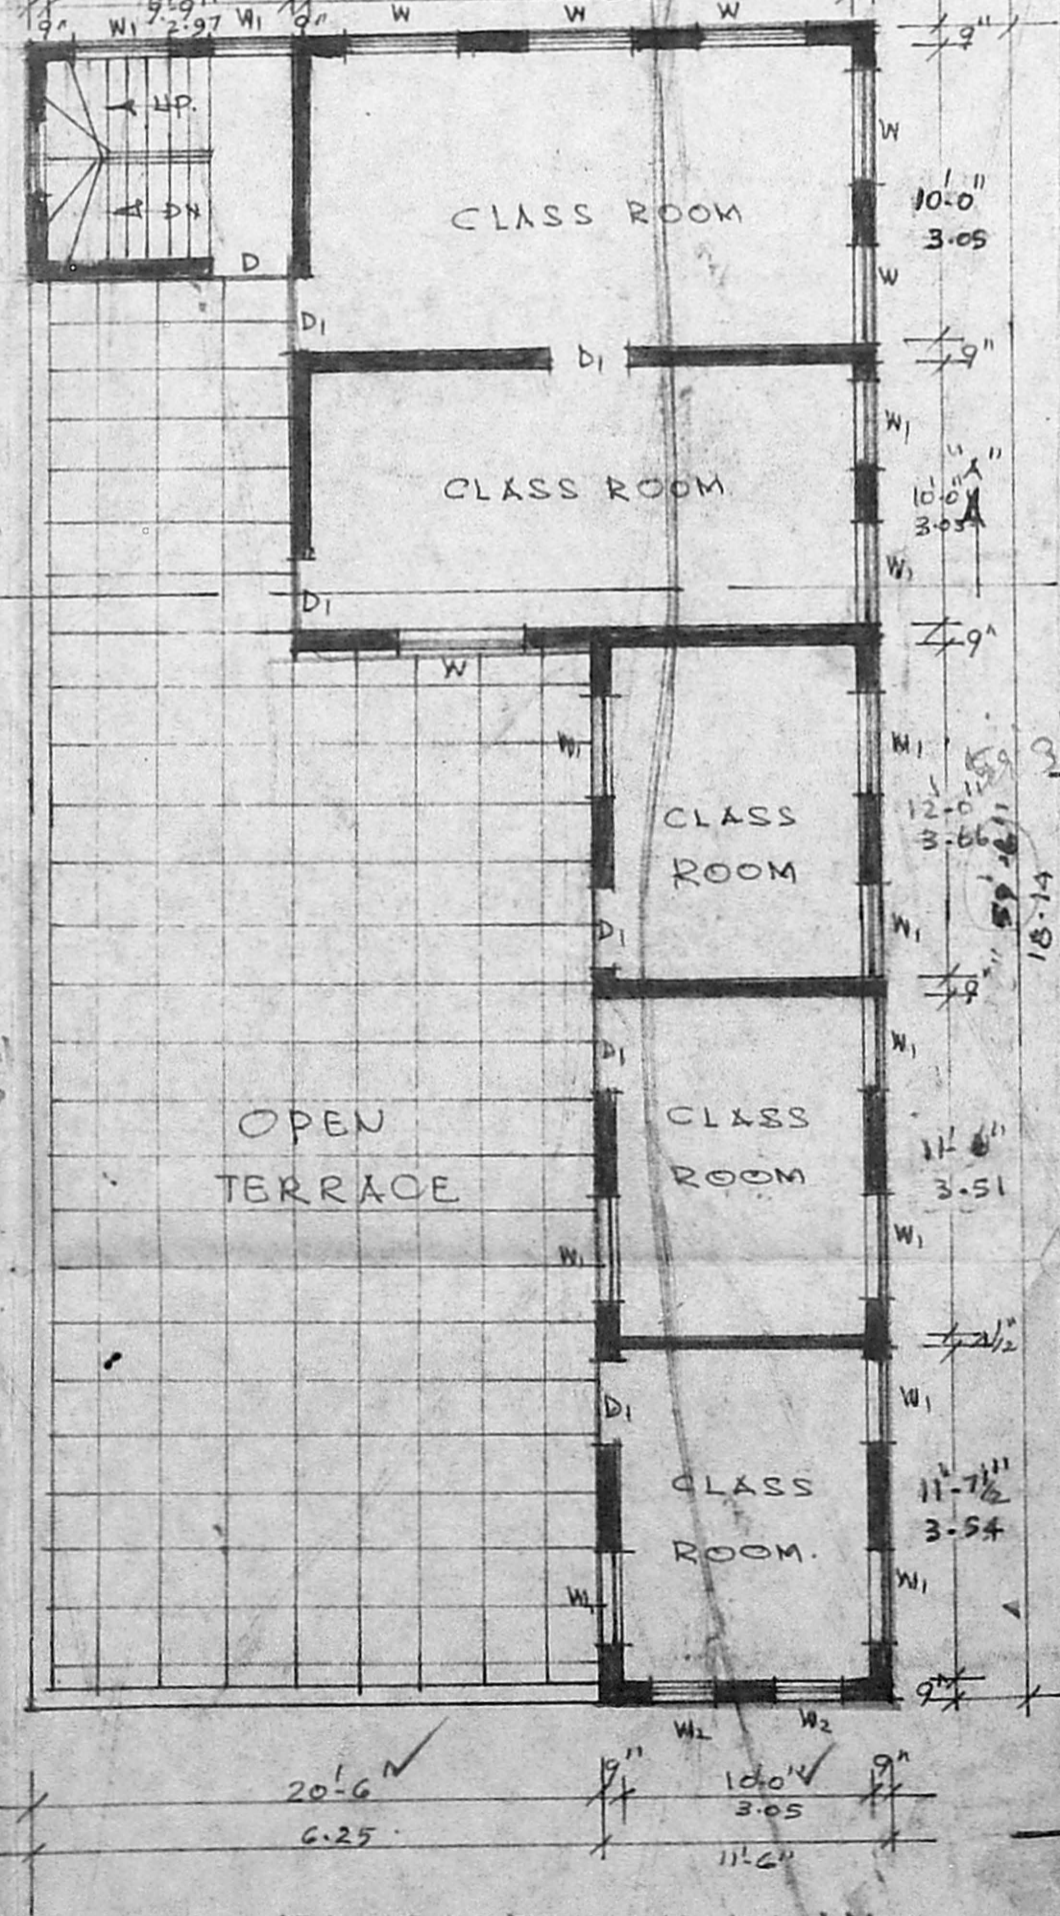 9'-9"
9" W1 2.97 W1 9" W W W
9"
UP.
W
CLASS ROOM
10'-0"
3.05
DN
D
W
D1
D1
9"
W1
CLASS ROOM
"A"
10'-0"
3.05
W1
D1
W
9"
W1
W1
CLASS
ROOM
12'-0"
3.66
18.14
D1
W1
9"
D1
W1
OPEN
TERRACE
CLASS
ROOM
3.51
W1
W1
D1
W1
CLASS
ROOM.
11'-7½"
3.54
W1
W1
9"
W2
W2
20'-6"
9"
10'-0"
9"
3.05
6.25
11'-6"